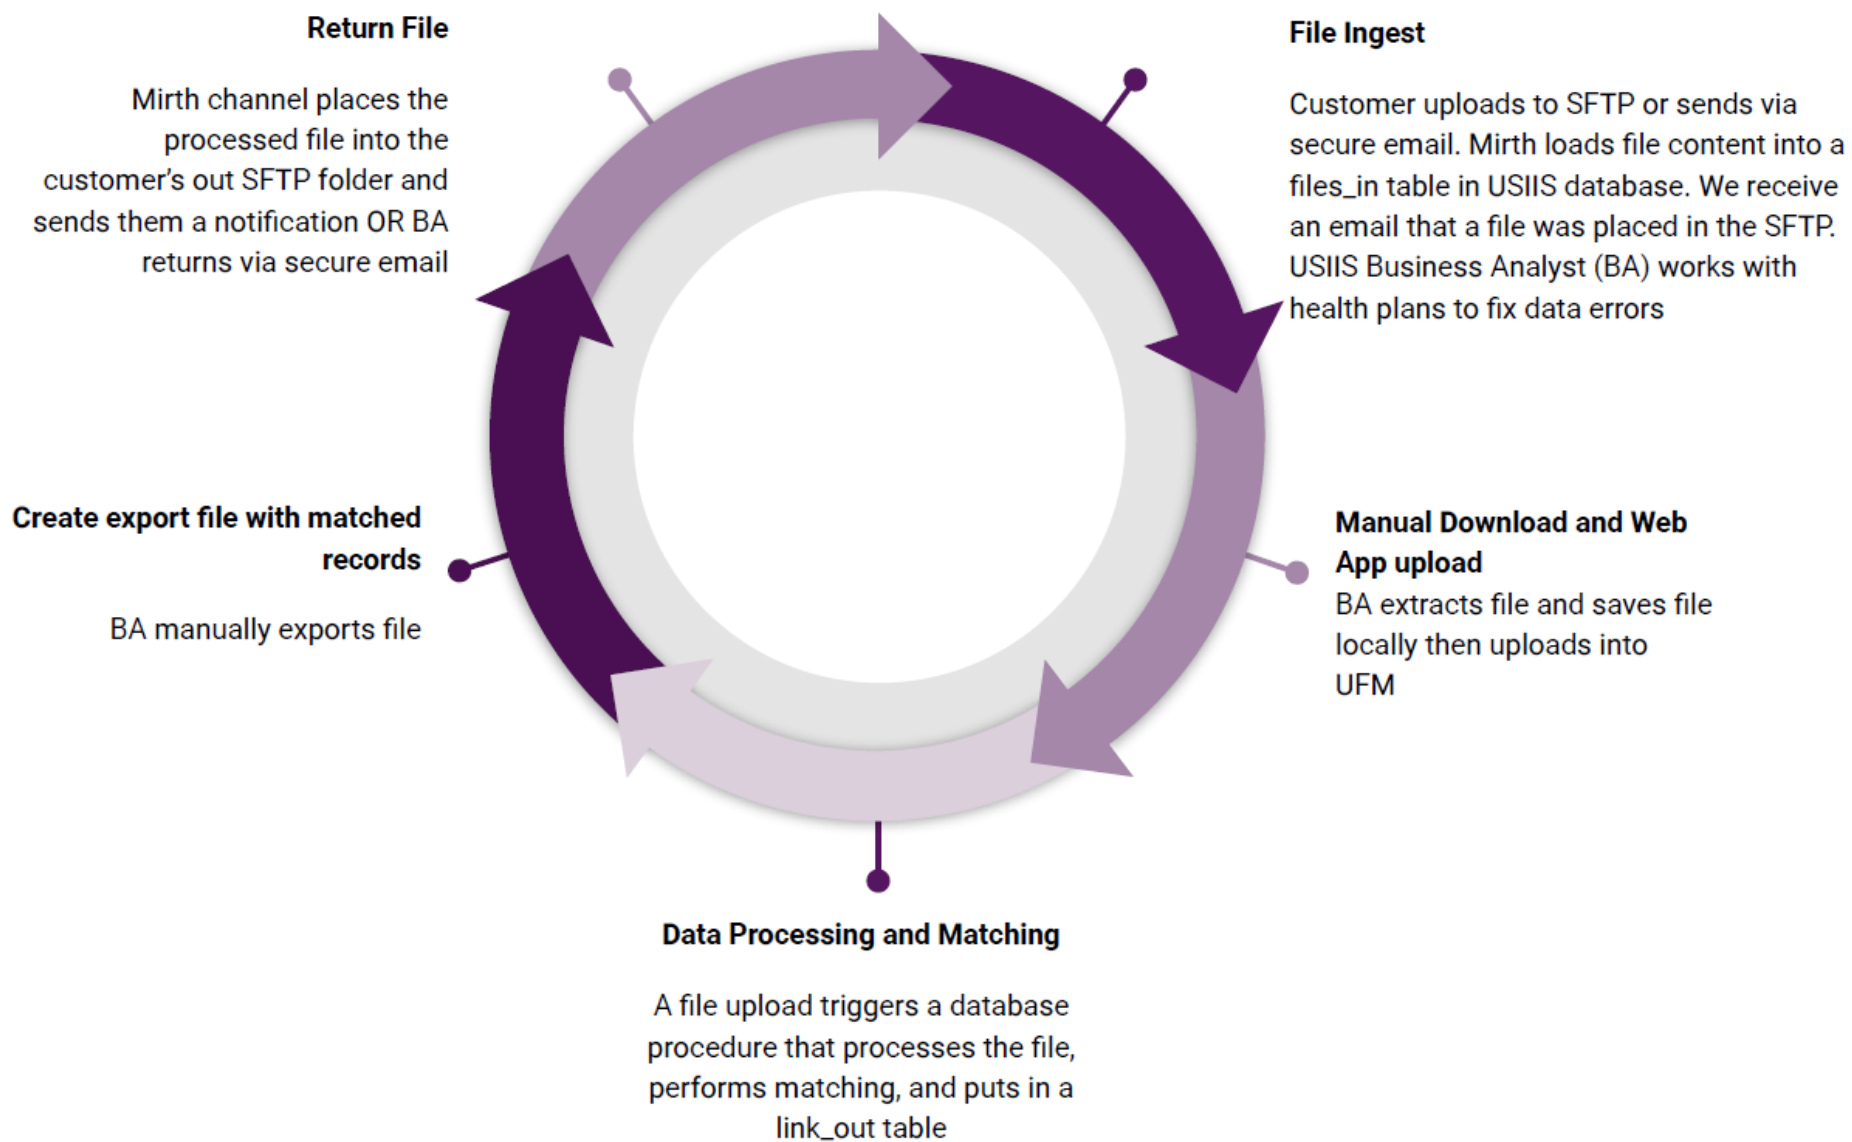 Return File
Mirth channel places the
processed file into the
customer's out SFTP folder and
sends them a notification OR BA
returns via secure email
File Ingest
Customer uploads to SFTP or sends via
secure email. Mirth loads file content into a
files_in table in USIIS database. We receive
an email that a file was placed in the SFTP.
USIIS Business Analyst (BA) works with
health plans to fix data errors
Create export file with matched
records
BA manually exports file
Manual Download and Web
App upload
BA extracts file and saves file
locally then uploads into
UFM
Data Processing and Matching
A file upload triggers a database
procedure that processes the file,
performs matching, and puts in a
link_out table